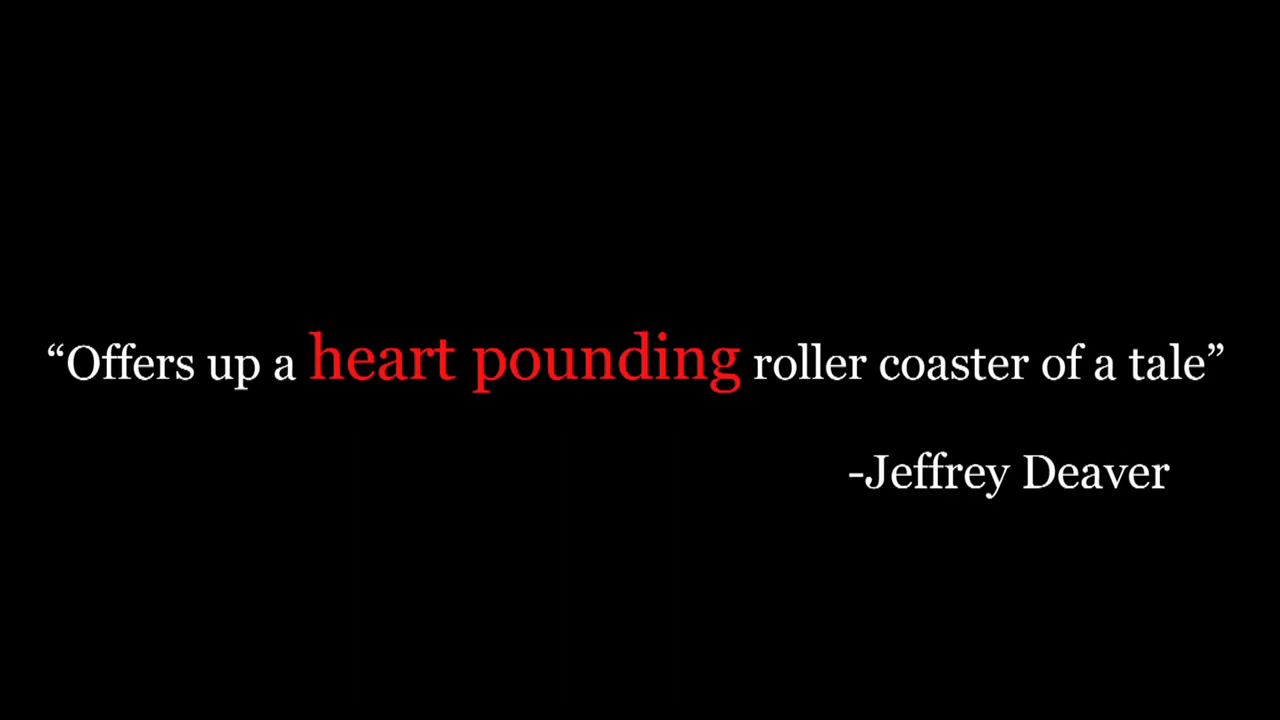 “Offers up a heart pounding roller coaster of a tale”
-Jeffrey Deaver